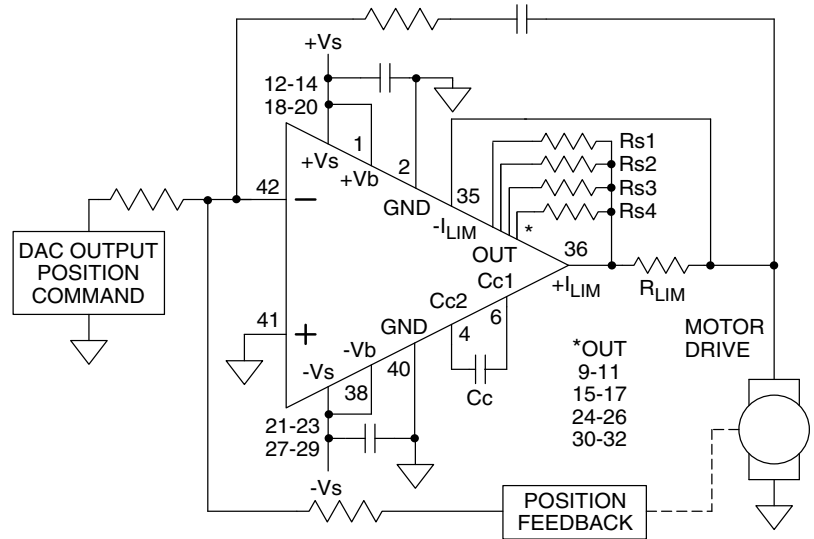 +Vs
12-14
18-20
1
+Vs
+Vb
2
GND
35
-ILIM
Rs1
Rs2
Rs3
Rs4
*
OUT
36
+ILIM
RLIM
42
−
DAC OUTPUT
POSITION
COMMAND
41
+
Cc1
Cc2
6
4
Cc
GND
40
-Vb
38
-Vs
21-23
27-29
-Vs
*OUT
9-11
15-17
24-26
30-32
MOTOR
DRIVE
POSITION
FEEDBACK